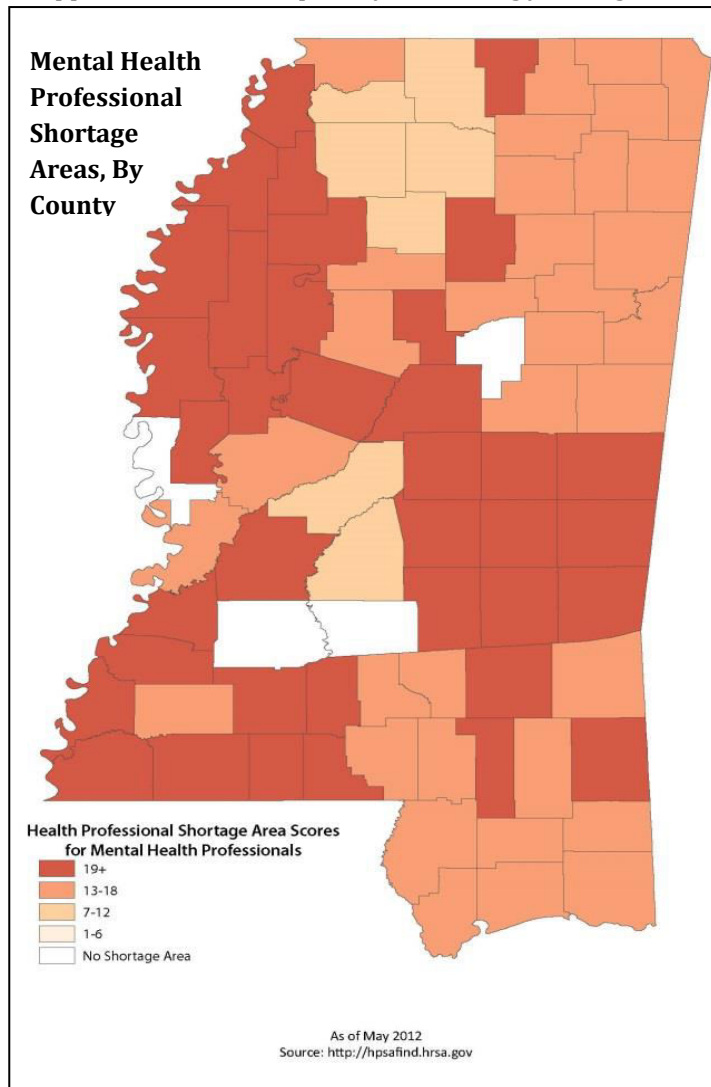 Mental Health
Professional
Shortage
Areas, By
County
Health Professional Shortage Area Scores
for Mental Health Professionals
19+
13-18
7-12
1-6
No Shortage Area
As of May 2012
Source: http://hpsafind.hrsa.gov